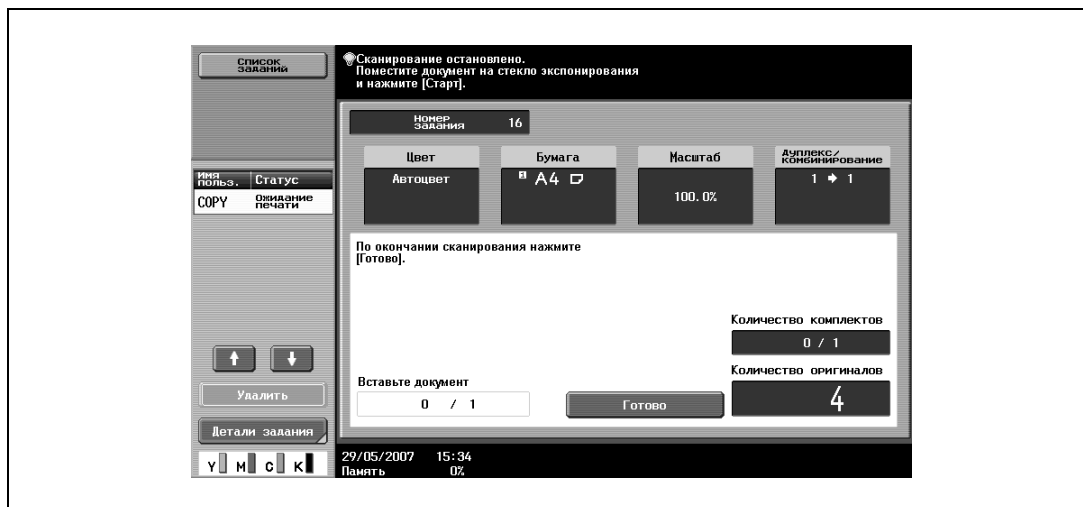 Список
заданий
Сканирование остановлено.
Поместите документ на стекло экспонирования
и нажмите [Старт].
Номер
задания 16
Цвет Бумага Масштаб Дуплекс/
комбинирование
Автоцвет A4 100.0% 1 → 1
Имя
польз. Статус
COPY Ожидание
печати
По окончании сканирования нажмите
[Готово].
Количество комплектов
0 / 1
Количество оригиналов
4
Вставьте документ
0 / 1
Готово
Удалить
Детали задания
Y M C K
29/05/2007 15:34
Память 0%